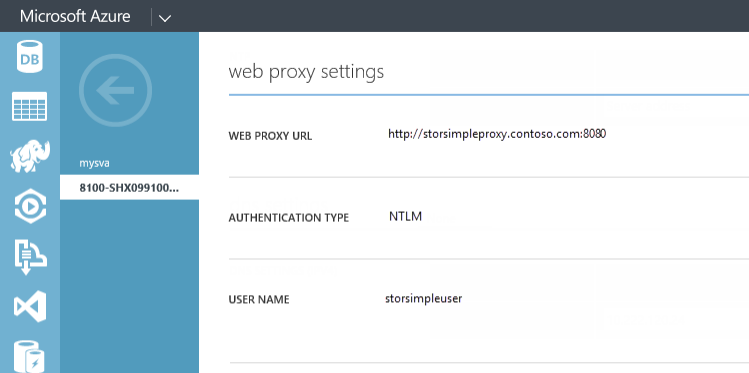 Microsoft Azure
DB
web proxy settings
mysva
8100-SHX099100...
WEB PROXY URL
http://storsimpleproxy.contoso.com:8080
AUTHENTICATION TYPE
NTLM
USER NAME
storsimpleuser